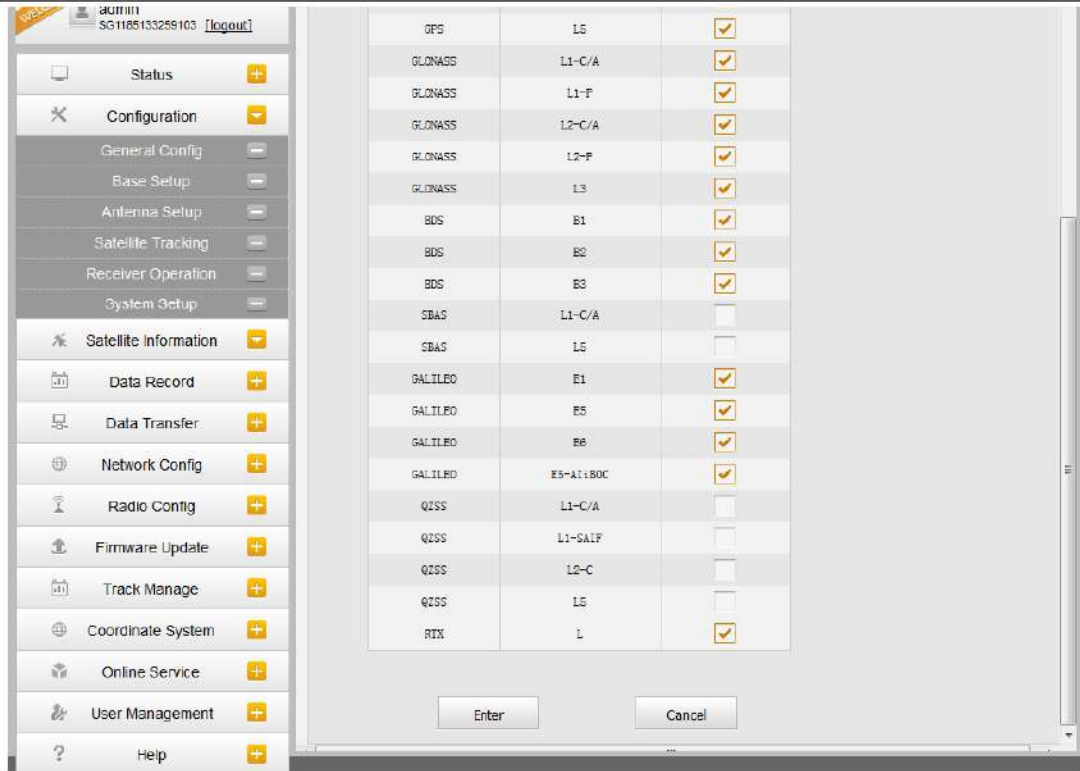 WELC
admin
SG1185133259103 [logout]
Status
Configuration
General Config
Base Setup
Antenna Setup
Satellite Tracking
Receiver Operation
System Setup
Satellite Information
Data Record
Data Transfer
Network Config
Radio Config
Firmware Update
Track Manage
Coordinate System
Online Service
User Management
? Help
GPS L5
GLONASS L1-C/A
GLONASS L1-P
GLONASS L2-C/A
GLONASS L2-P
GLONASS L3
BDS B1
BDS B2
BDS B3
SBAS L1-C/A
SBAS L5
GALILEO E1
GALILEO E5
GALILEO E6
GALILEO E5-AltBOC
QZSS L1-C/A
QZSS L1-SAIF
QZSS L2-C
QZSS L5
RTX L
Enter Cancel